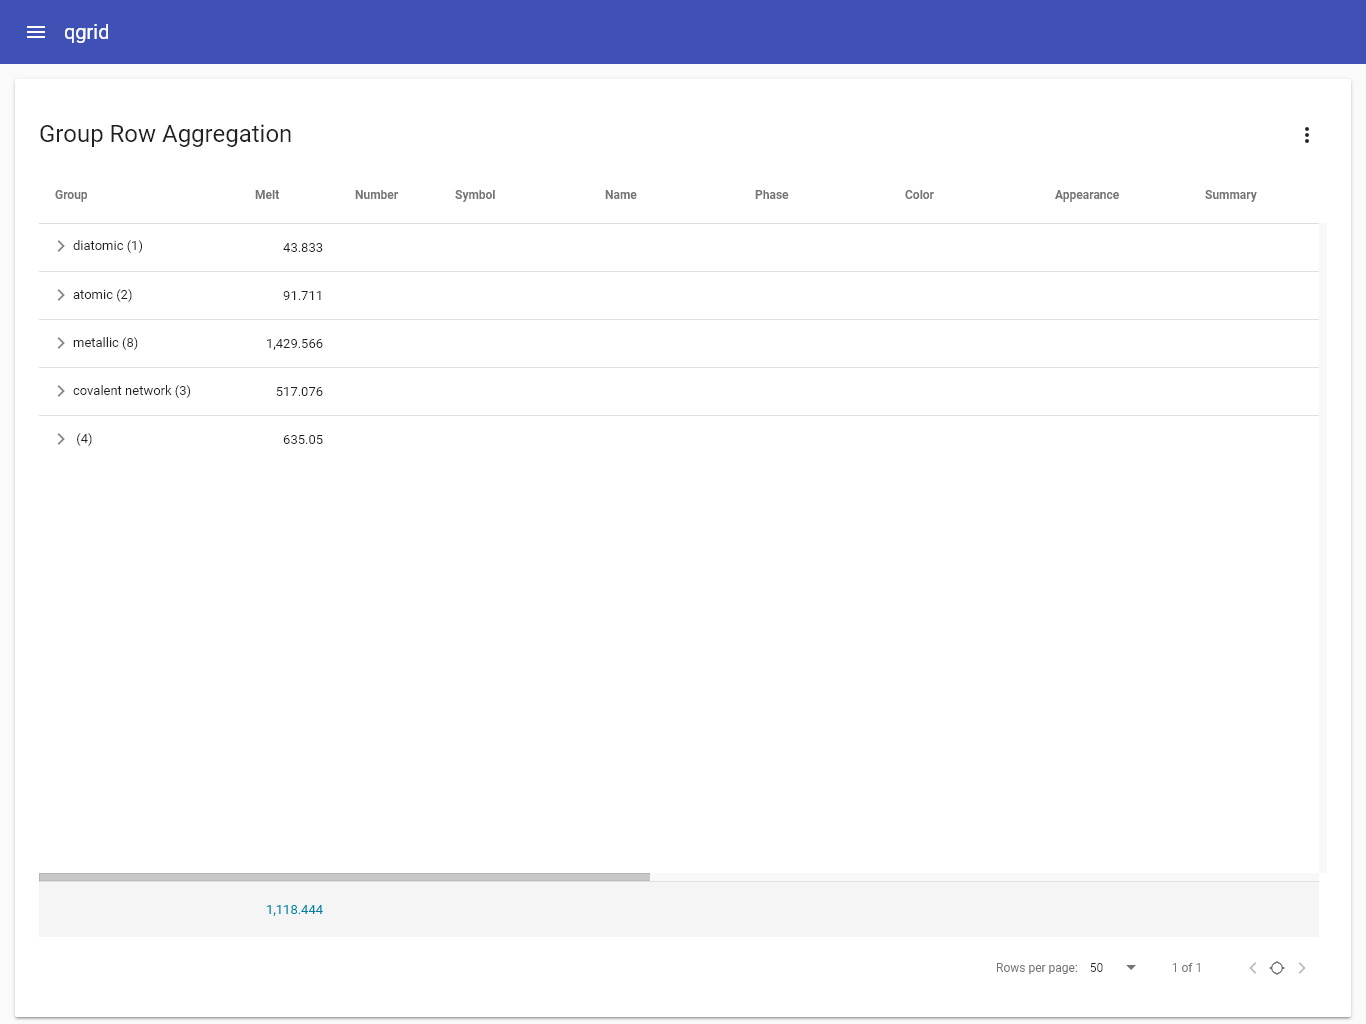 qgrid
Group Row Aggregation
Group Melt Number Symbol Name Phase Color Appearance Summary
diatomic (1) 43.833
atomic (2) 91.711
metallic (8) 1,429.566
covalent network (3) 517.076
(4) 635.05
1,118.444
Rows per page: 50 1 of 1